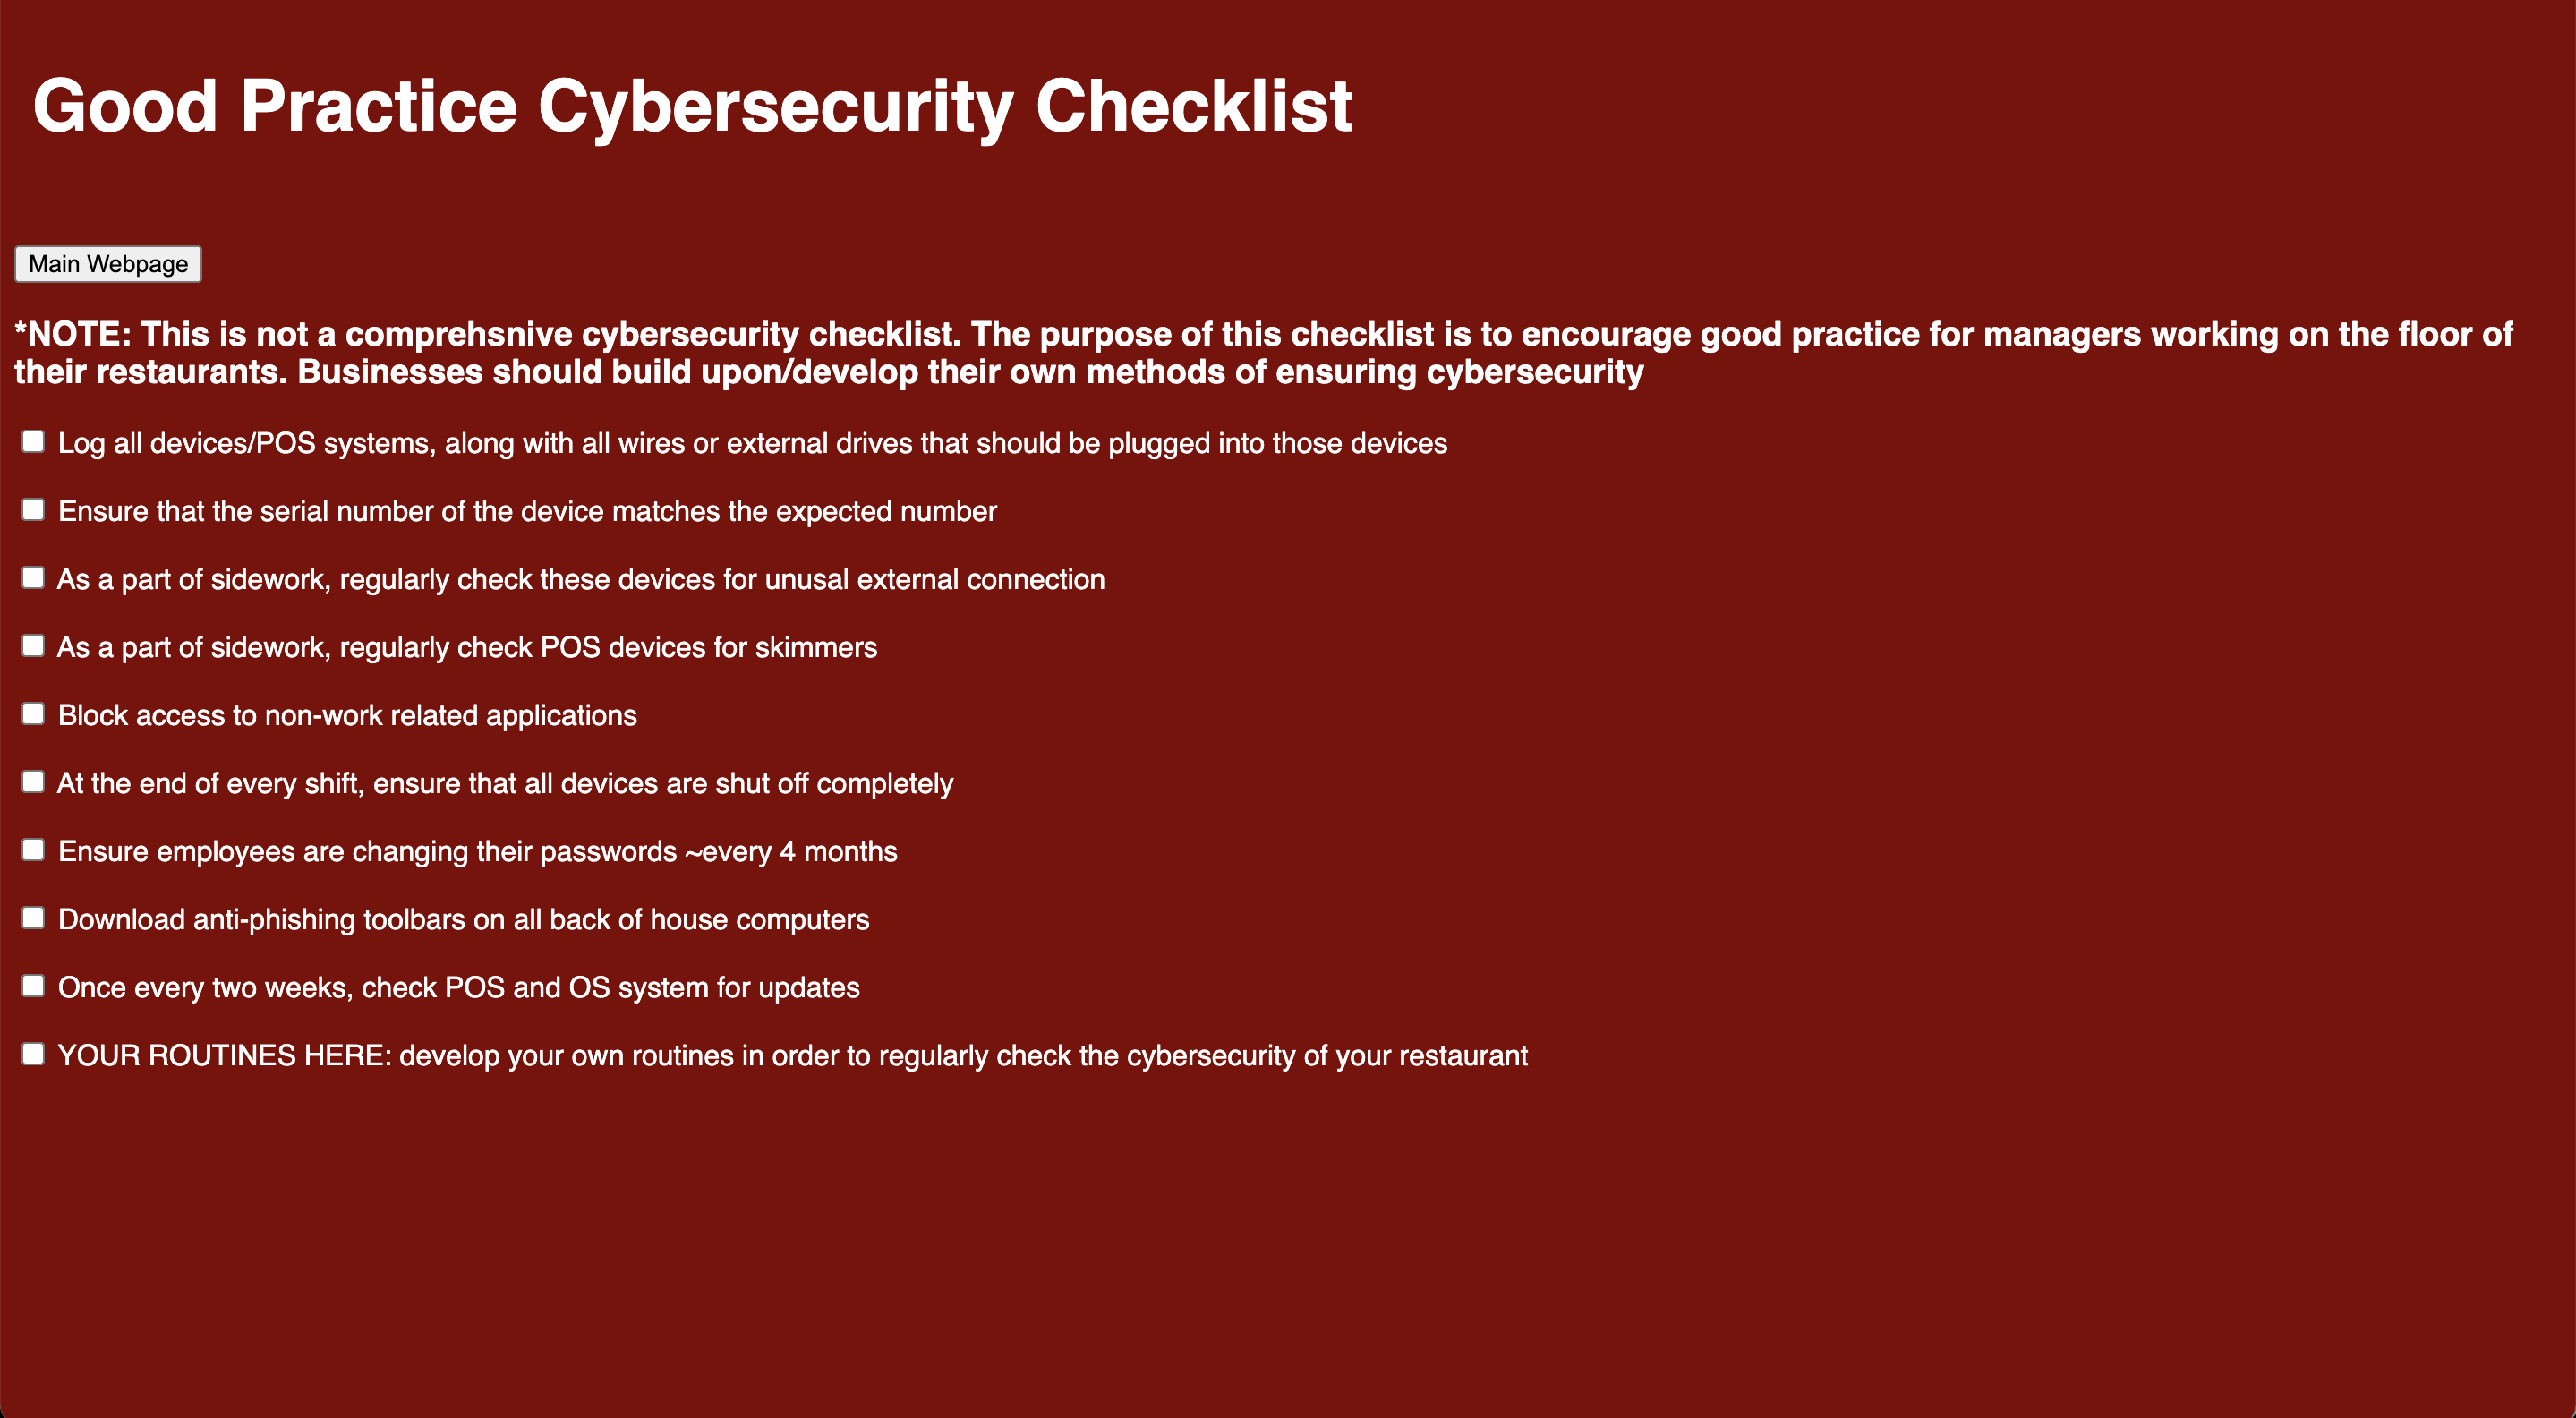 Good Practice Cybersecurity Checklist
Main Webpage
*NOTE: This is not a comprehsnive cybersecurity checklist. The purpose of this checklist is to encourage good practice for managers working on the floor of
their restaurants. Businesses should build upon/develop their own methods of ensuring cybersecurity
Log all devices/POS systems, along with all wires or external drives that should be plugged into those devices
Ensure that the serial number of the device matches the expected number
As a part of sidework, regularly check these devices for unusal external connection
As a part of sidework, regularly check POS devices for skimmers
Block access to non-work related applications
At the end of every shift, ensure that all devices are shut off completely
Ensure employees are changing their passwords ~every 4 months
Download anti-phishing toolbars on all back of house computers
Once every two weeks, check POS and OS system for updates
YOUR ROUTINES HERE: develop your own routines in order to regularly check the cybersecurity of your restaurant